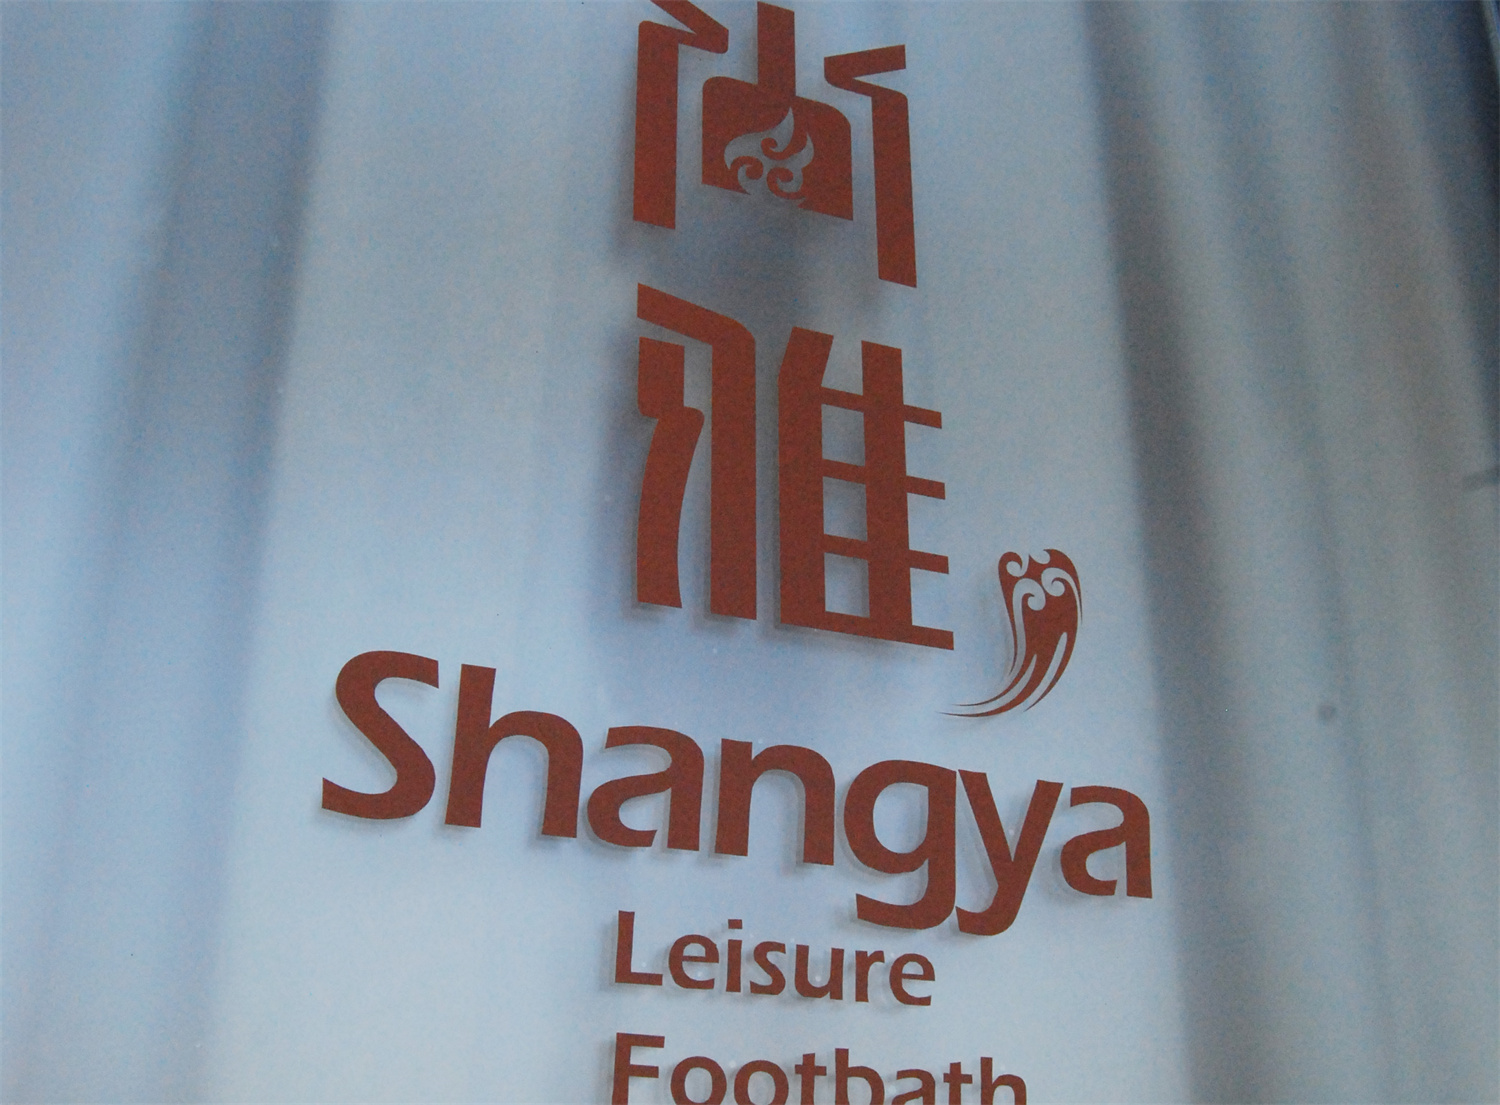 尚
雅
Shangya
Leisure
Footbath